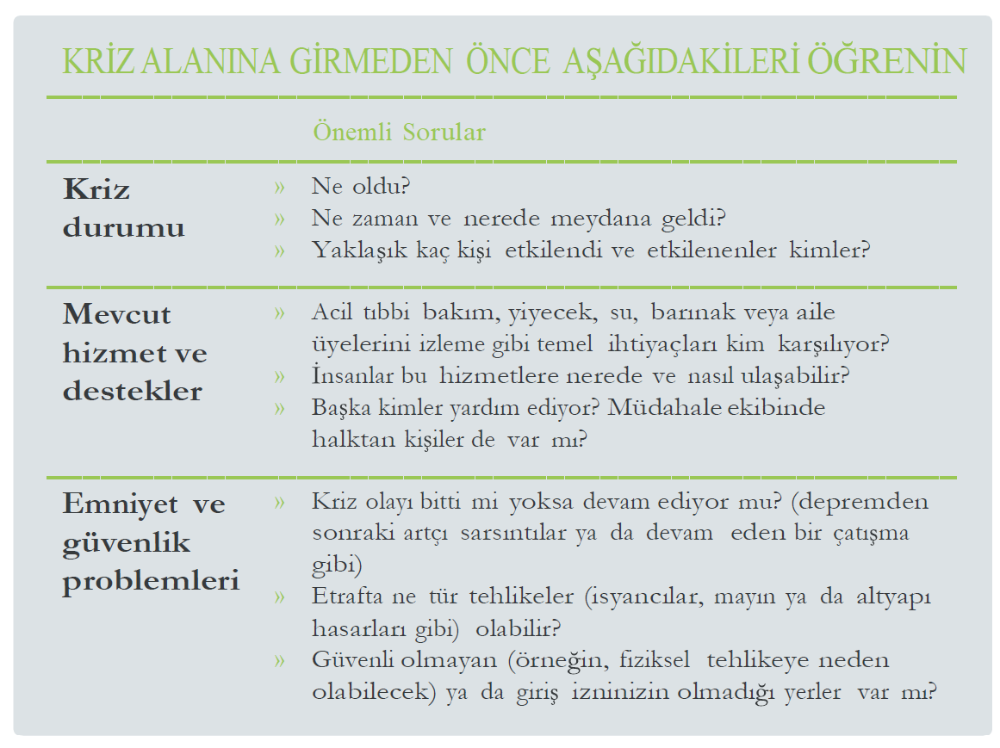 KRİZ ALANINA GİRMEDEN ÖNCE AŞAĞIDAKİLERİ ÖĞRENİN
Önemli Sorular
Kriz
durumu
» Ne oldu?
» Ne zaman ve nerede meydana geldi?
» Yaklaşık kaç kişi etkilendi ve etkilenenler kimler?
Mevcut
hizmet ve
destekler
» Acil tıbbi bakım, yiyecek, su, barınak veya aile
üyelerini izleme gibi temel ihtiyaçları kim karşılıyor?
» İnsanlar bu hizmetlere nerede ve nasıl ulaşabilir?
» Başka kimler yardım ediyor? Müdahale ekibinde
halktan kişiler de var mı?
Emniyet ve
güvenlik
problemleri
» Kriz olayı bitti mi yoksa devam ediyor mu? (depremden
sonraki artçı sarsıntılar ya da devam eden bir çatışma
gibi)
» Etrafta ne tür tehlikeler (isyancılar, mayın ya da altyapı
hasarları gibi) olabilir?
» Güvenli olmayan (örneğin, fiziksel tehlikeye neden
olabilecek) ya da giriş izninizin olmadığı yerler var mı?